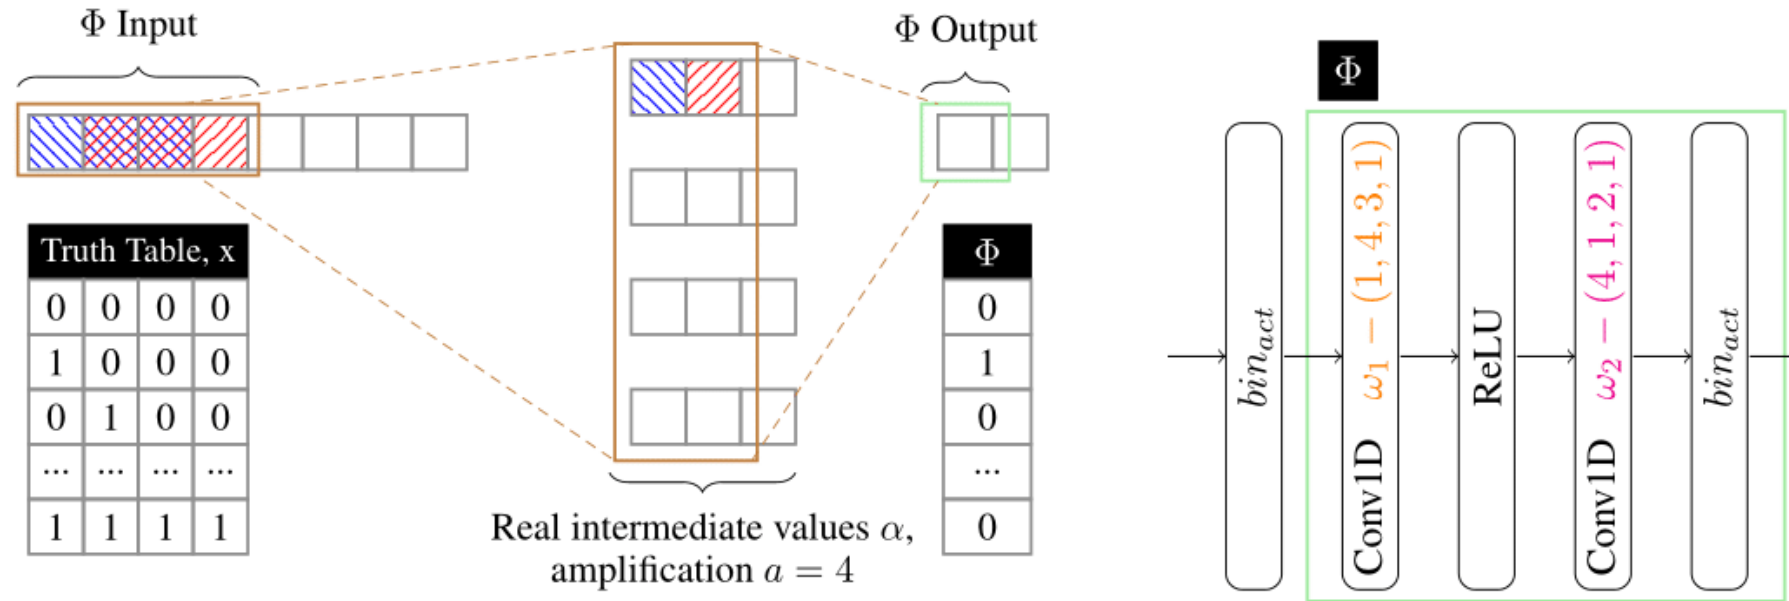 Φ Input
Φ Output
Truth Table, x
0 0 0 0
1 0 0 0
0 1 0 0
... ... ... ...
1 1 1 1
Real intermediate values α,
amplification a = 4
Φ
0
1
0
...
0
Φ
bin_act
Conv1D ω₁ − (1, 4, 3, 1)
ReLU
Conv1D ω₂ − (4, 1, 2, 1)
bin_act